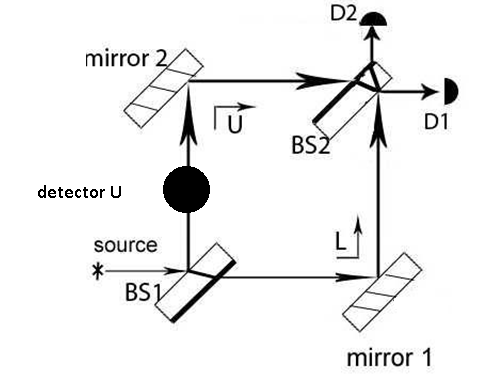 D2
mirror 2
D1
U
BS2
detector U
source
L
BS1
mirror 1